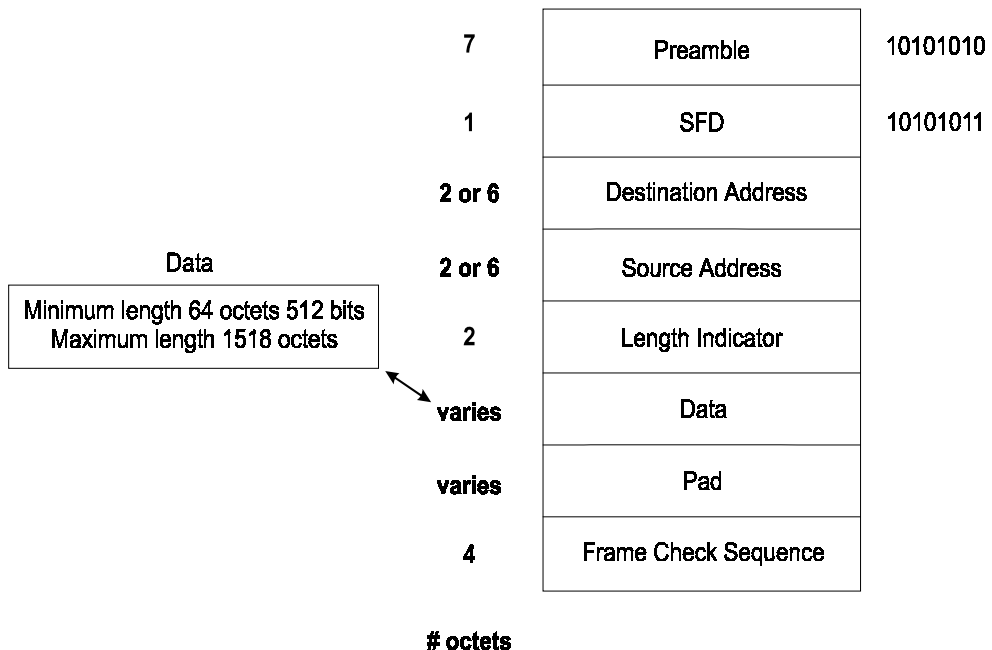 7 Preamble 10101010
1 SFD 10101011
2 or 6 Destination Address
2 or 6 Source Address
Data
Minimum length 64 octets 512 bits
Maximum length 1518 octets
2 Length Indicator
varies Data
varies Pad
4 Frame Check Sequence
# octets